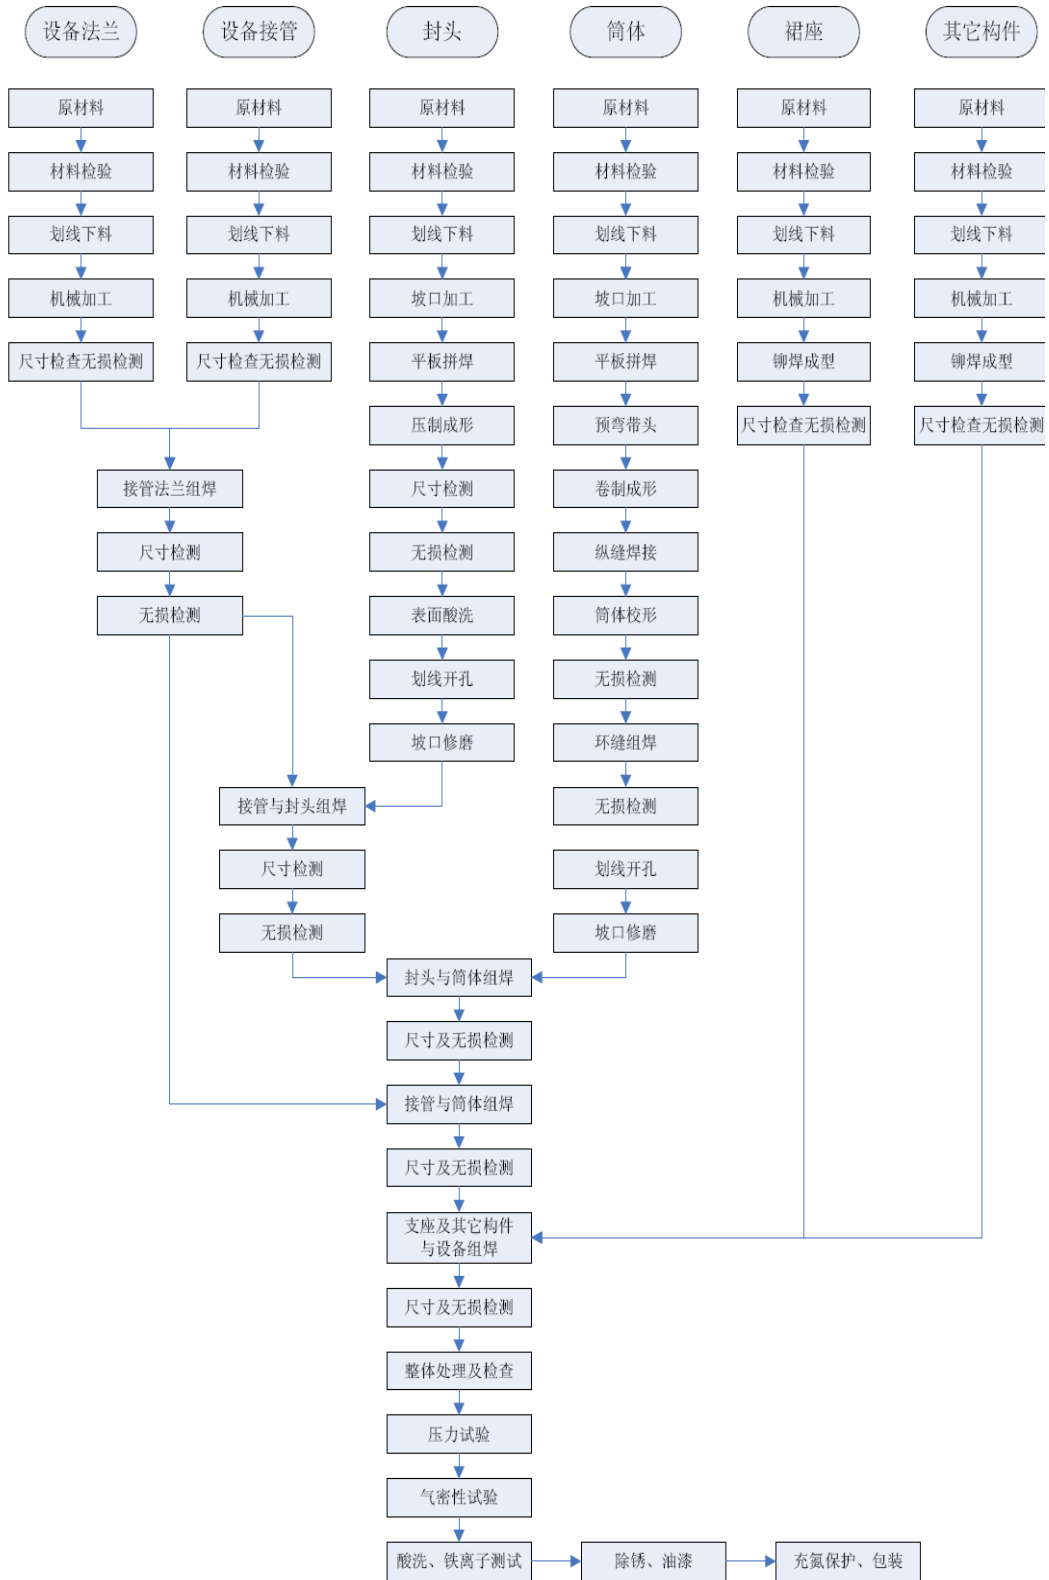 设备法兰
设备接管
封头
筒体
裙座
其它构件
原材料
原材料
原材料
原材料
原材料
原材料
材料检验
材料检验
材料检验
材料检验
材料检验
材料检验
划线下料
划线下料
划线下料
划线下料
划线下料
划线下料
机械加工
机械加工
坡口加工
坡口加工
机械加工
机械加工
尺寸检查无损检测
尺寸检查无损检测
平板拼焊
平板拼焊
铆焊成型
铆焊成型
压制成形
预弯带头
尺寸检查无损检测
尺寸检查无损检测
接管法兰组焊
尺寸检测
卷制成形
尺寸检测
无损检测
纵缝焊接
无损检测
表面酸洗
筒体校形
划线开孔
无损检测
坡口修磨
环缝组焊
接管与封头组焊
无损检测
尺寸检测
划线开孔
无损检测
坡口修磨
封头与筒体组焊
尺寸及无损检测
接管与筒体组焊
尺寸及无损检测
支座及其它构件
与设备组焊
尺寸及无损检测
整体处理及检查
压力试验
气密性试验
酸洗、铁离子测试
除锈、油漆
充氮保护、包装